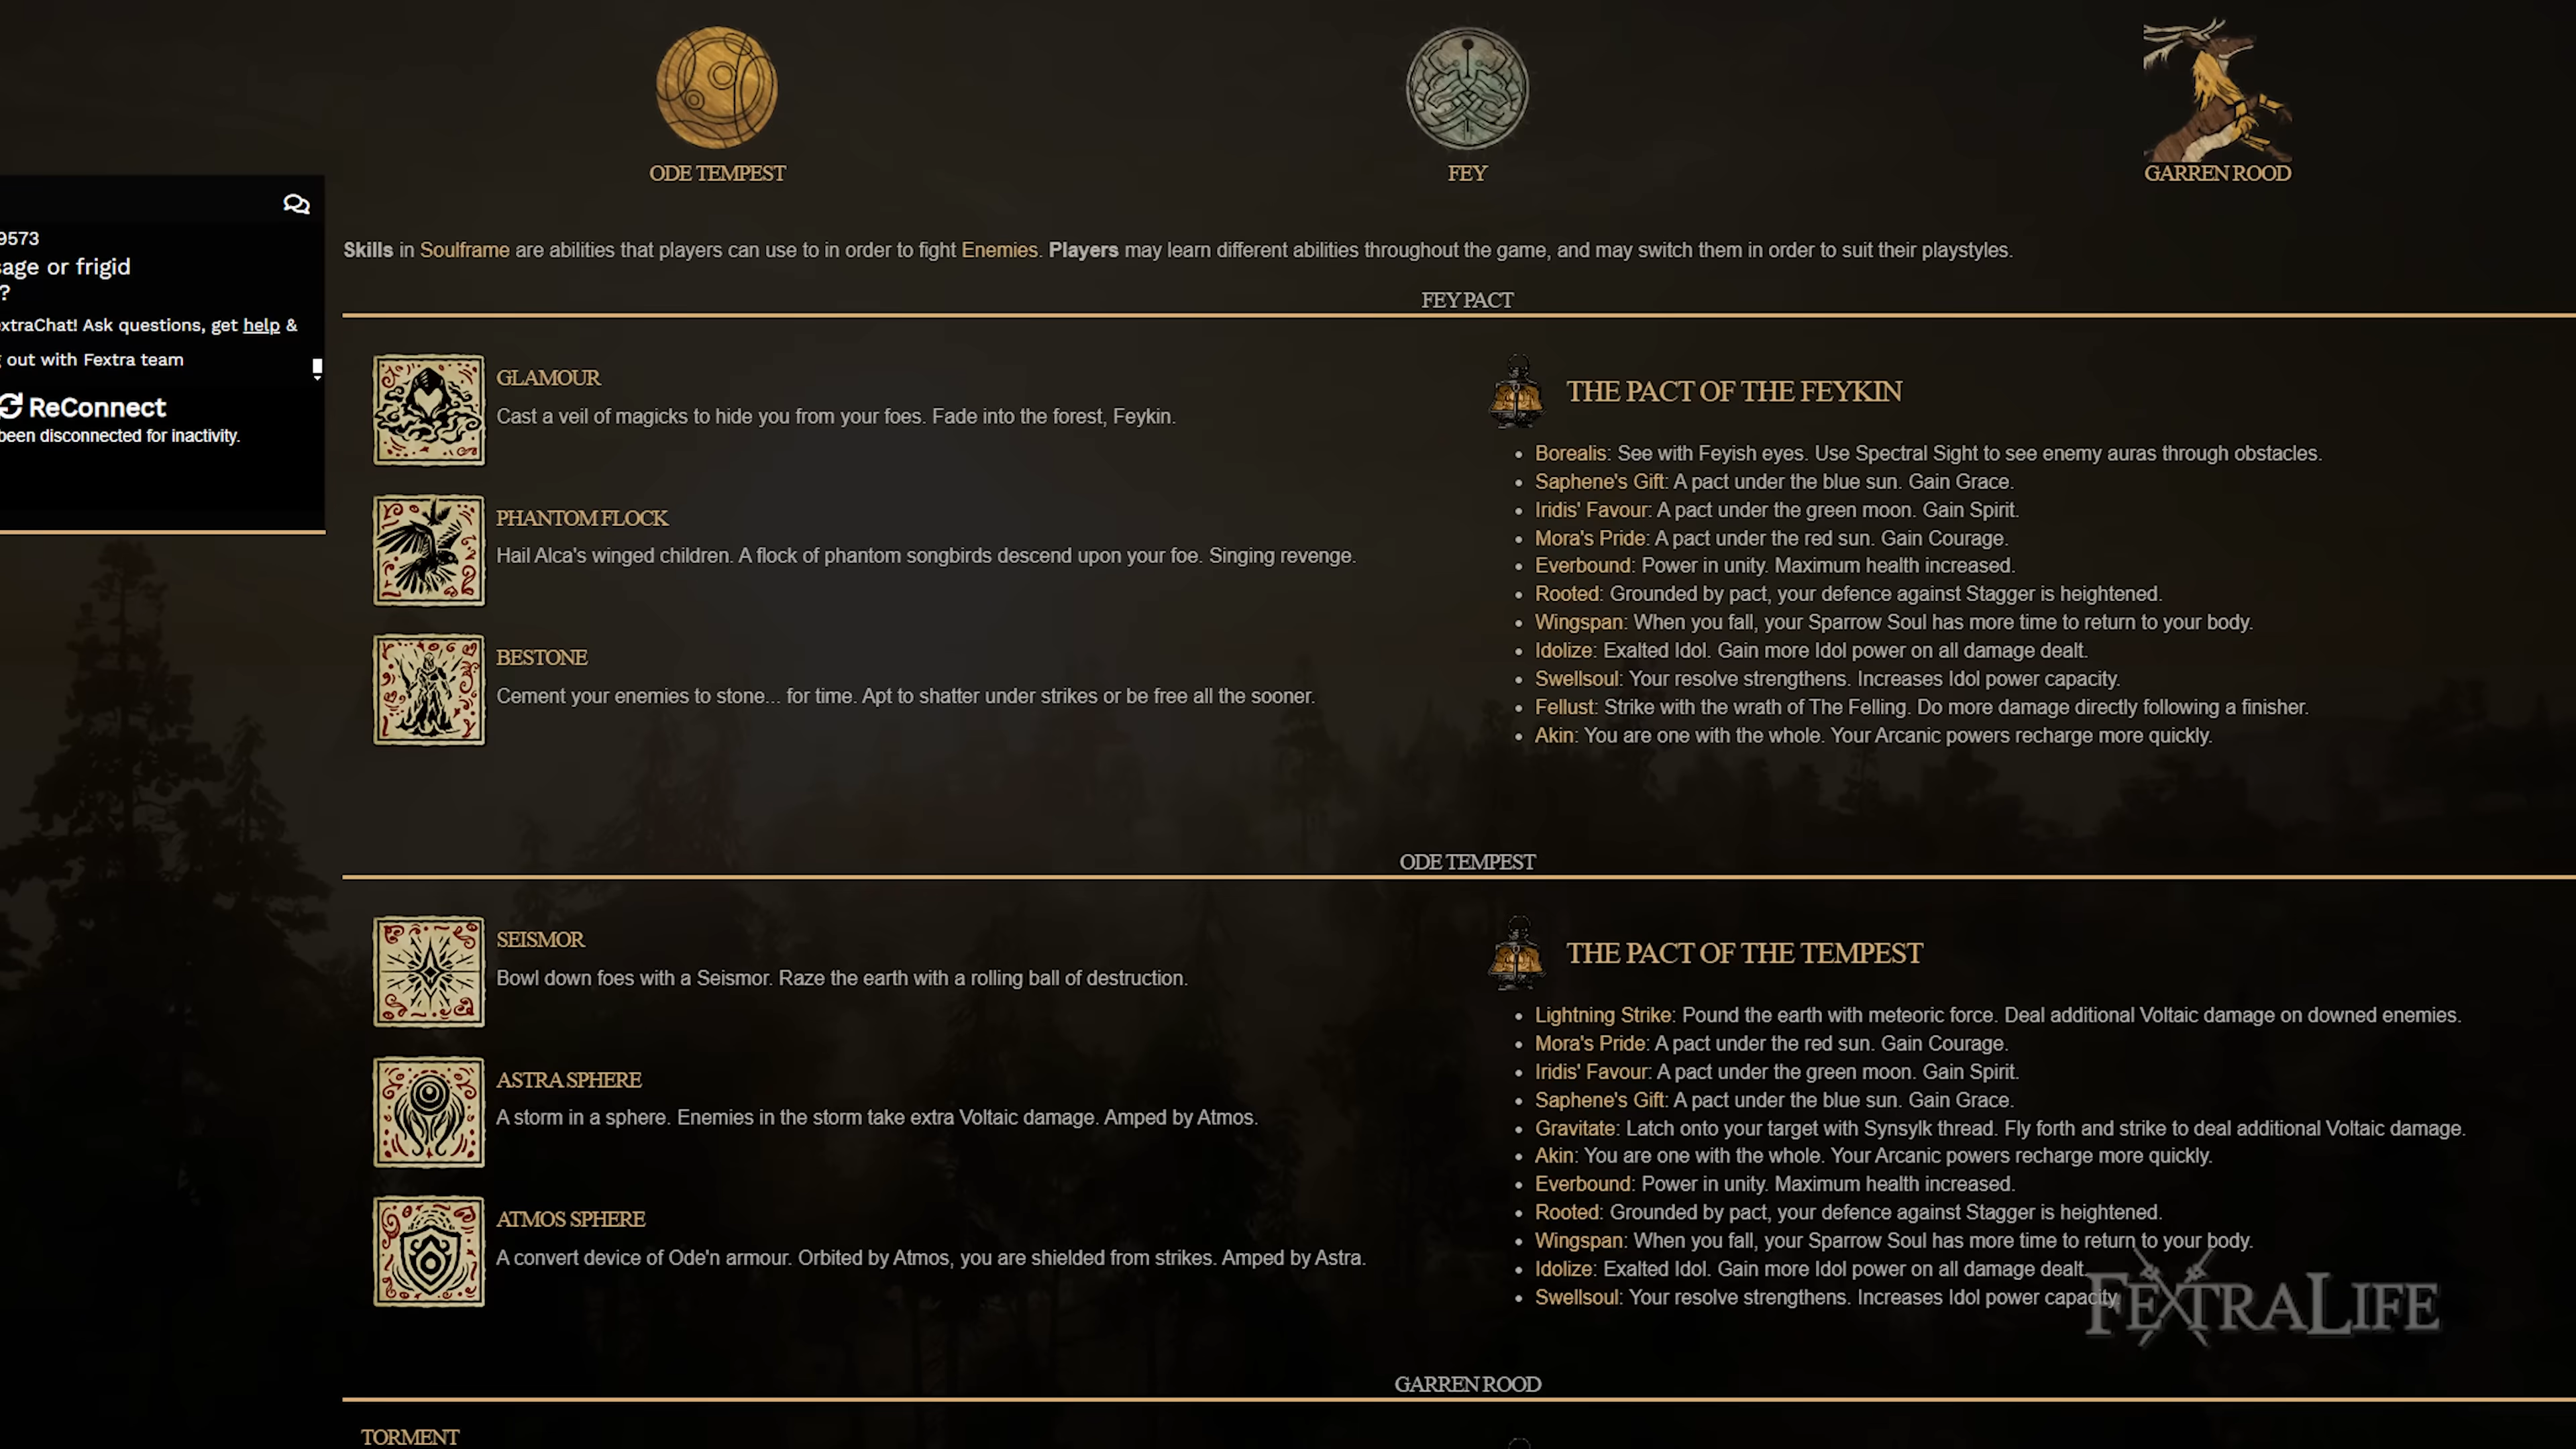 ODE TEMPEST
FEY
GARREN ROOD
9573
sage or frigid
?
extraChat! Ask questions, get help &
out with Fextra team
ReConnect
been disconnected for inactivity.
Skills in Soulframe are abilities that players can use to in order to fight Enemies. Players may learn different abilities throughout the game, and may switch them in order to suit their playstyles.
FEY PACT
GLAMOUR
Cast a veil of magicks to hide you from your foes. Fade into the forest, Feykin.
PHANTOM FLOCK
Hail Alca's winged children. A flock of phantom songbirds descend upon your foe. Singing revenge.
BESTONE
Cement your enemies to stone... for time. Apt to shatter under strikes or be free all the sooner.
THE PACT OF THE FEYKIN
• Borealis: See with Feyish eyes. Use Spectral Sight to see enemy auras through obstacles.
• Saphene's Gift: A pact under the blue sun. Gain Grace.
• Iridis' Favour: A pact under the green moon. Gain Spirit.
• Mora's Pride: A pact under the red sun. Gain Courage.
• Everbound: Power in unity. Maximum health increased.
• Rooted: Grounded by pact, your defence against Stagger is heightened.
• Wingspan: When you fall, your Sparrow Soul has more time to return to your body.
• Idolize: Exalted Idol. Gain more Idol power on all damage dealt.
• Swellsoul: Your resolve strengthens. Increases Idol power capacity.
• Fellust: Strike with the wrath of The Felling. Do more damage directly following a finisher.
• Akin: You are one with the whole. Your Arcanic powers recharge more quickly.
ODE TEMPEST
SEISMOR
Bowl down foes with a Seismor. Raze the earth with a rolling ball of destruction.
ASTRA SPHERE
A storm in a sphere. Enemies in the storm take extra Voltaic damage. Amped by Atmos.
ATMOS SPHERE
A convert device of Ode'n armour. Orbited by Atmos, you are shielded from strikes. Amped by Astra.
THE PACT OF THE TEMPEST
• Lightning Strike: Pound the earth with meteoric force. Deal additional Voltaic damage on downed enemies.
• Mora's Pride: A pact under the red sun. Gain Courage.
• Iridis' Favour: A pact under the green moon. Gain Spirit.
• Saphene's Gift: A pact under the blue sun. Gain Grace.
• Gravitate: Latch onto your target with Synsylk thread. Fly forth and strike to deal additional Voltaic damage.
• Akin: You are one with the whole. Your Arcanic powers recharge more quickly.
• Everbound: Power in unity. Maximum health increased.
• Rooted: Grounded by pact, your defence against Stagger is heightened.
• Wingspan: When you fall, your Sparrow Soul has more time to return to your body.
• Idolize: Exalted Idol. Gain more Idol power on all damage dealt.
• Swellsoul: Your resolve strengthens. Increases Idol power capacity.
FEXTRALIFE
GARREN ROOD
TORMENT